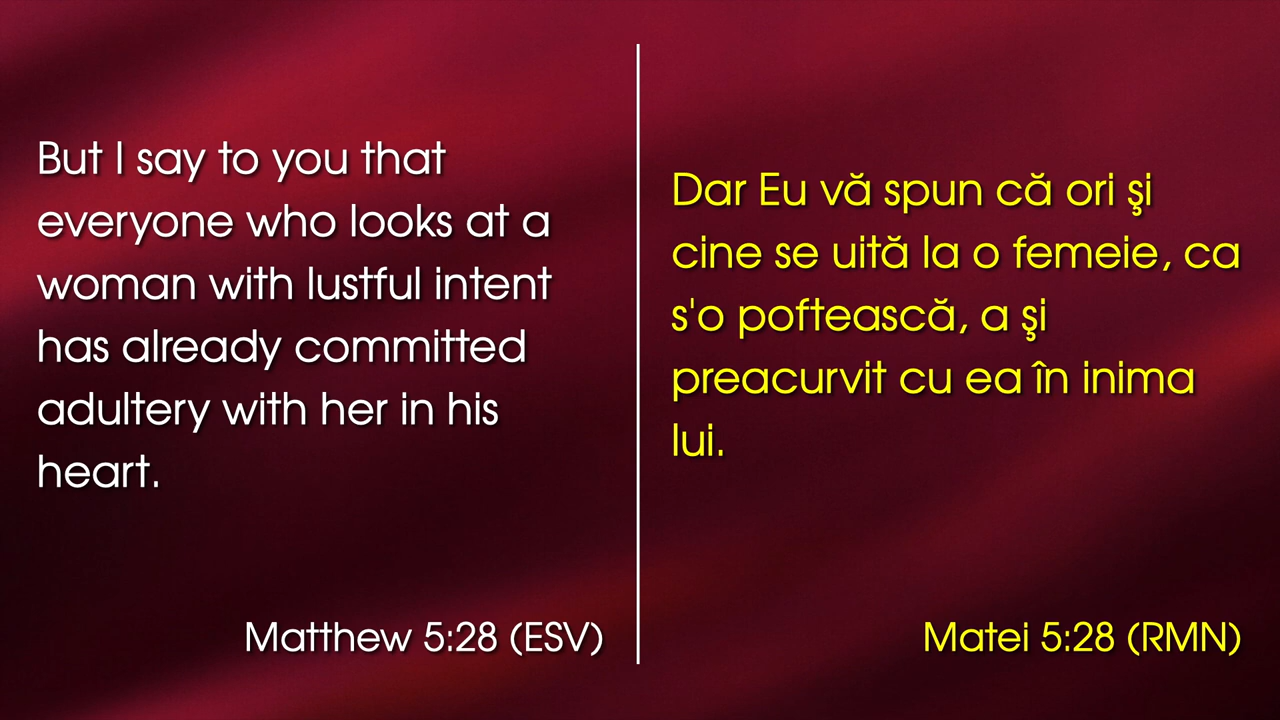 But I say to you that
everyone who looks at a
woman with lustful intent
has already committed
adultery with her in his
heart.
Matthew 5:28 (ESV)
Dar Eu vă spun că ori şi
cine se uită la o femeie, ca
s'o poftească, a şi
preacurvit cu ea în inima
lui.
Matei 5:28 (RMN)